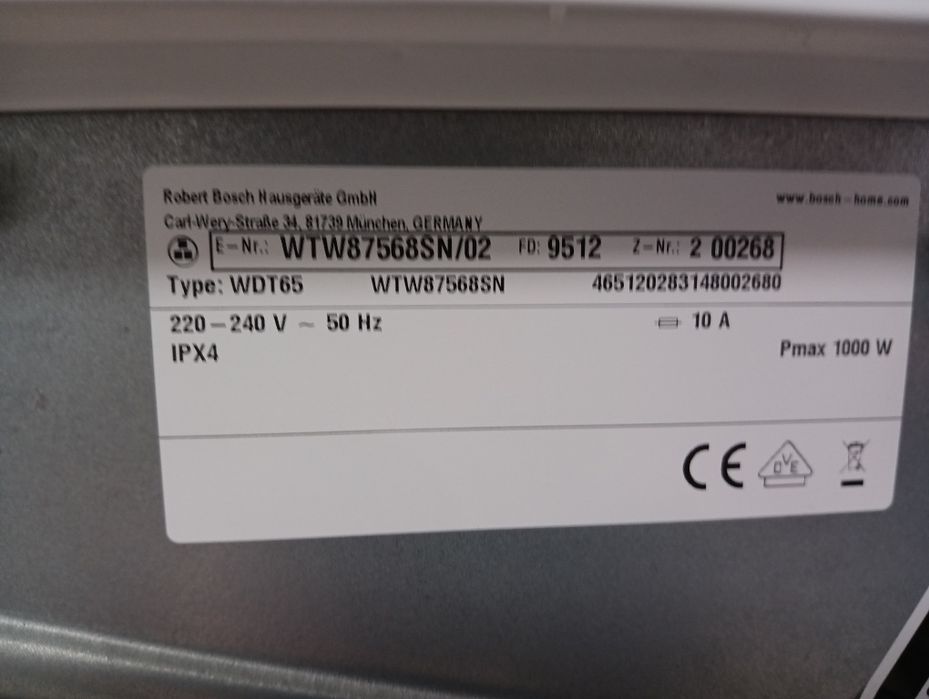 Robert Bosch Hausgeräte GmbH
www.bosch-home.com
Carl-Wery-Straße 34, 81739 München, GERMANY
E-Nr.: WTW87568SN/02 FD: 9512 Z-Nr.: 2 00268
Type: WDT65 WTW87568SN 465120283148002680
220-240 V ~ 50 Hz 10 A
IPX4 Pmax 1000 W
CE DVE